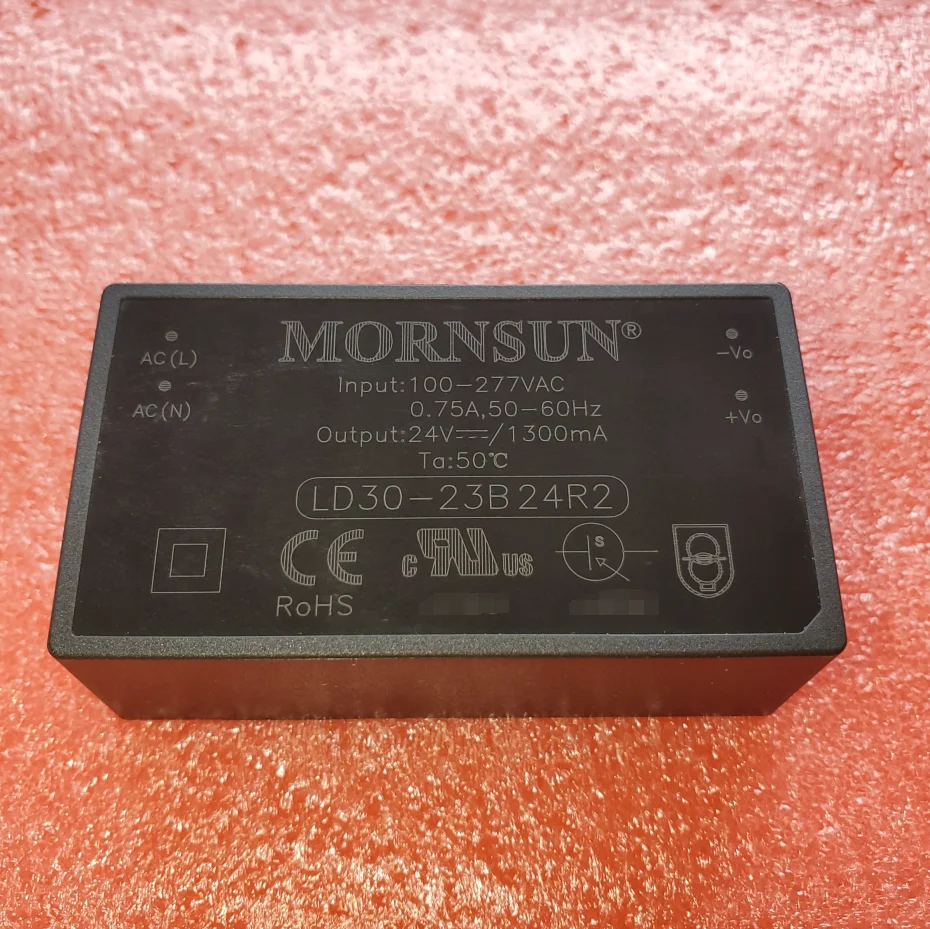 MORNSUN®
AC(L)
-Vo
Input:100-277VAC
AC(N)
0.75A,50-60Hz
+Vo
Output:24V⎓/1300mA
Ta:50℃
LD30-23B24R2
CE
c RU US
S
RoHS